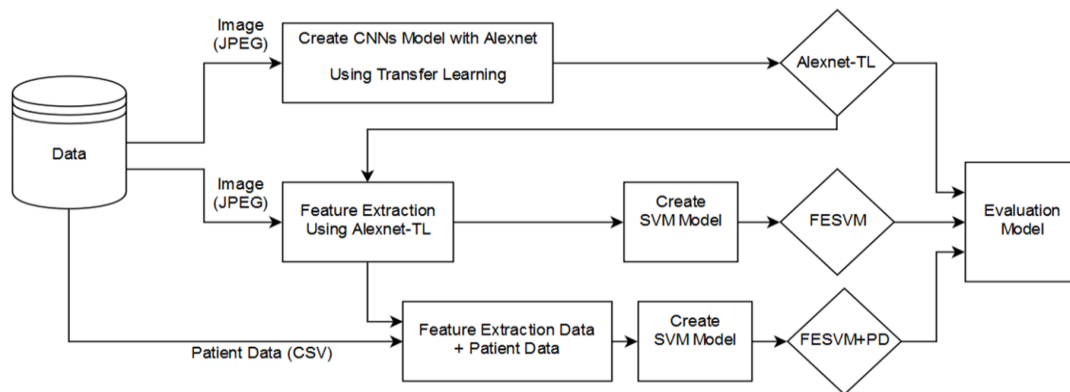 Image
(JPEG)
Create CNNs Model with Alexnet
Using Transfer Learning
Alexnet-TL
Data
Image
(JPEG)
Feature Extraction
Using Alexnet-TL
Create
SVM Model
FESVM
Evaluation
Model
Feature Extraction Data
+ Patient Data
Create
SVM Model
FESVM+PD
Patient Data (CSV)